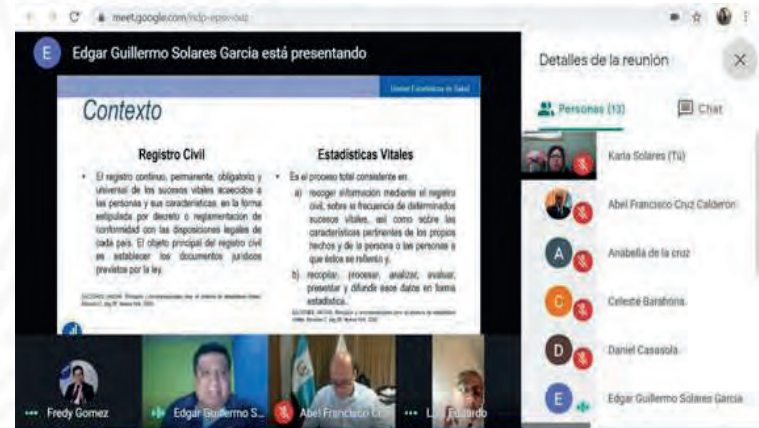 meet.google.com/ndp-epsv-ouz
E Edgar Guillermo Solares Garcia está presentando
Unidad Estadísticas de Salud
Contexto
Registro Civil
• El registro continuo, permanente, obligatorio y
universal de los sucesos vitales acaecidos a
las personas y sus características, en la forma
estipulada por decreto o reglamentación de
conformidad con las disposiciones legales de
cada país. El objeto principal del registro civil
es establecer los documentos jurídicos
previstos por la ley.
Estadísticas Vitales
• Es el proceso total consistente en
a) recoger información mediante el registro
civil, sobre la frecuencia de determinados
sucesos vitales, así como sobre las
características pertinentes de los propios
hechos y de la persona o las personas a
que éstos se refieren y,
b) recopilar, procesar, analizar, evaluar,
presentar y difundir esos datos en forma
estadística.
Fredy Gomez
Edgar Guillermo S...
Abel Francisco
Eduardo
Detalles de la reunión
Personas (13)
Chat
Karla Solares (Tú)
Abel Francisco Cruz Calderon
A Anabella de la cruz
C Celeste Barahona
D Daniel Casasola
E Edgar Guillermo Solares Garcia